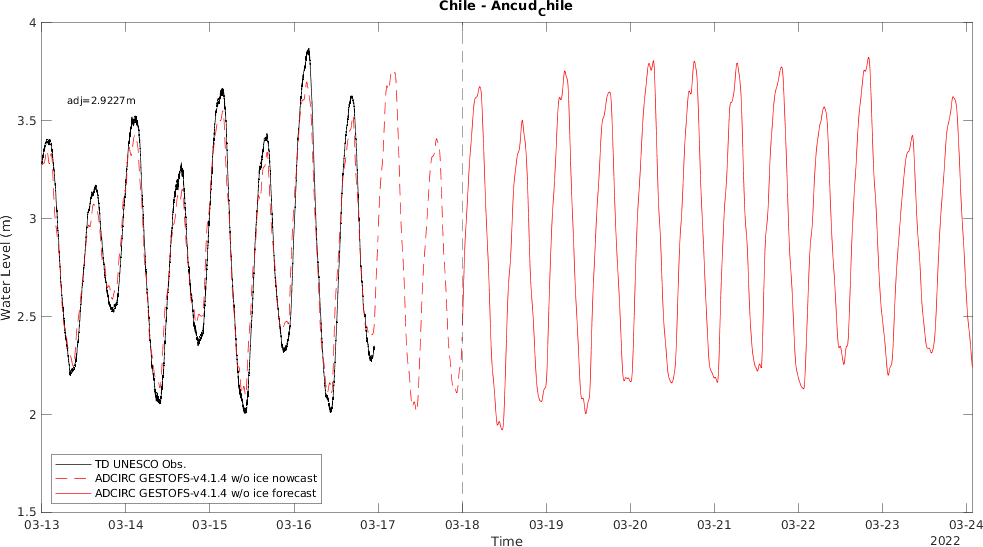 Chile - Ancud_Chile
4
adj=2.9227m
3.5
3
2.5
2
1.5
Water Level (m)
TD UNESCO Obs.
ADCIRC GESTOFS-v4.1.4 w/o ice nowcast
ADCIRC GESTOFS-v4.1.4 w/o ice forecast
03-13 03-14 03-15 03-16 03-17 03-18 03-19 03-20 03-21 03-22 03-23 03-24
Time
2022